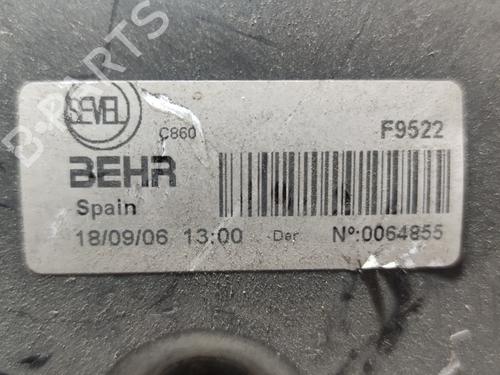 SEVEL
C860
F9522
BEHR
Spain
18/09/06 13:00 Der Nº:0064855
B-PARTS